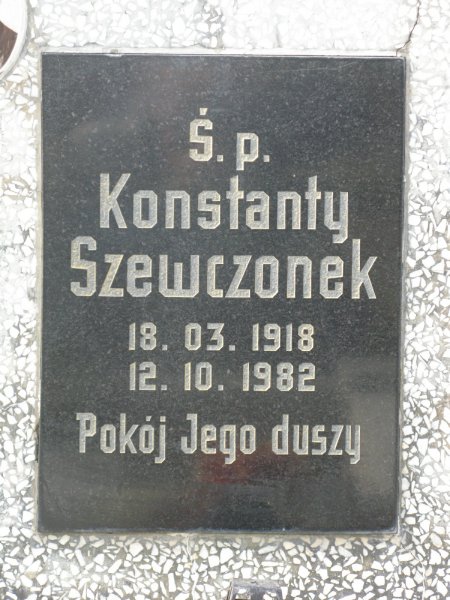 Ś. p.
Konstanty
Szewczonek
18. 03. 1918
12. 10. 1982
Pokój Jego duszy